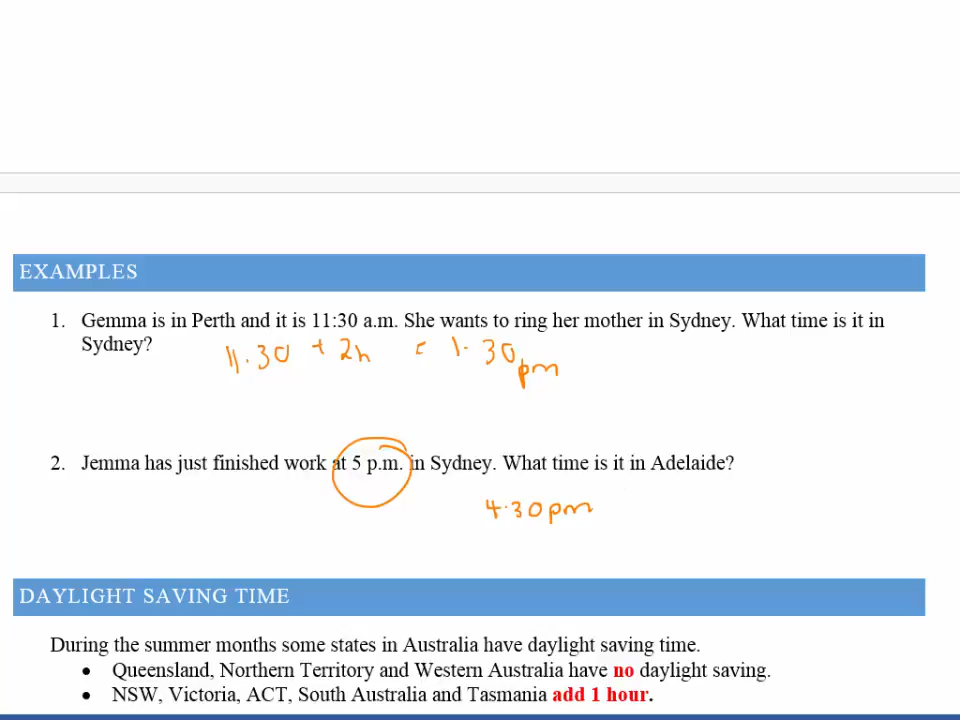 EXAMPLES
1. Gemma is in Perth and it is 11:30 a.m. She wants to ring her mother in Sydney. What time is it in
Sydney?
11.30 + 2h = 1.30 pm
2. Jemma has just finished work at 5 p.m. in Sydney. What time is it in Adelaide?
4.30pm
DAYLIGHT SAVING TIME
During the summer months some states in Australia have daylight saving time.
• Queensland, Northern Territory and Western Australia have no daylight saving.
• NSW, Victoria, ACT, South Australia and Tasmania add 1 hour.